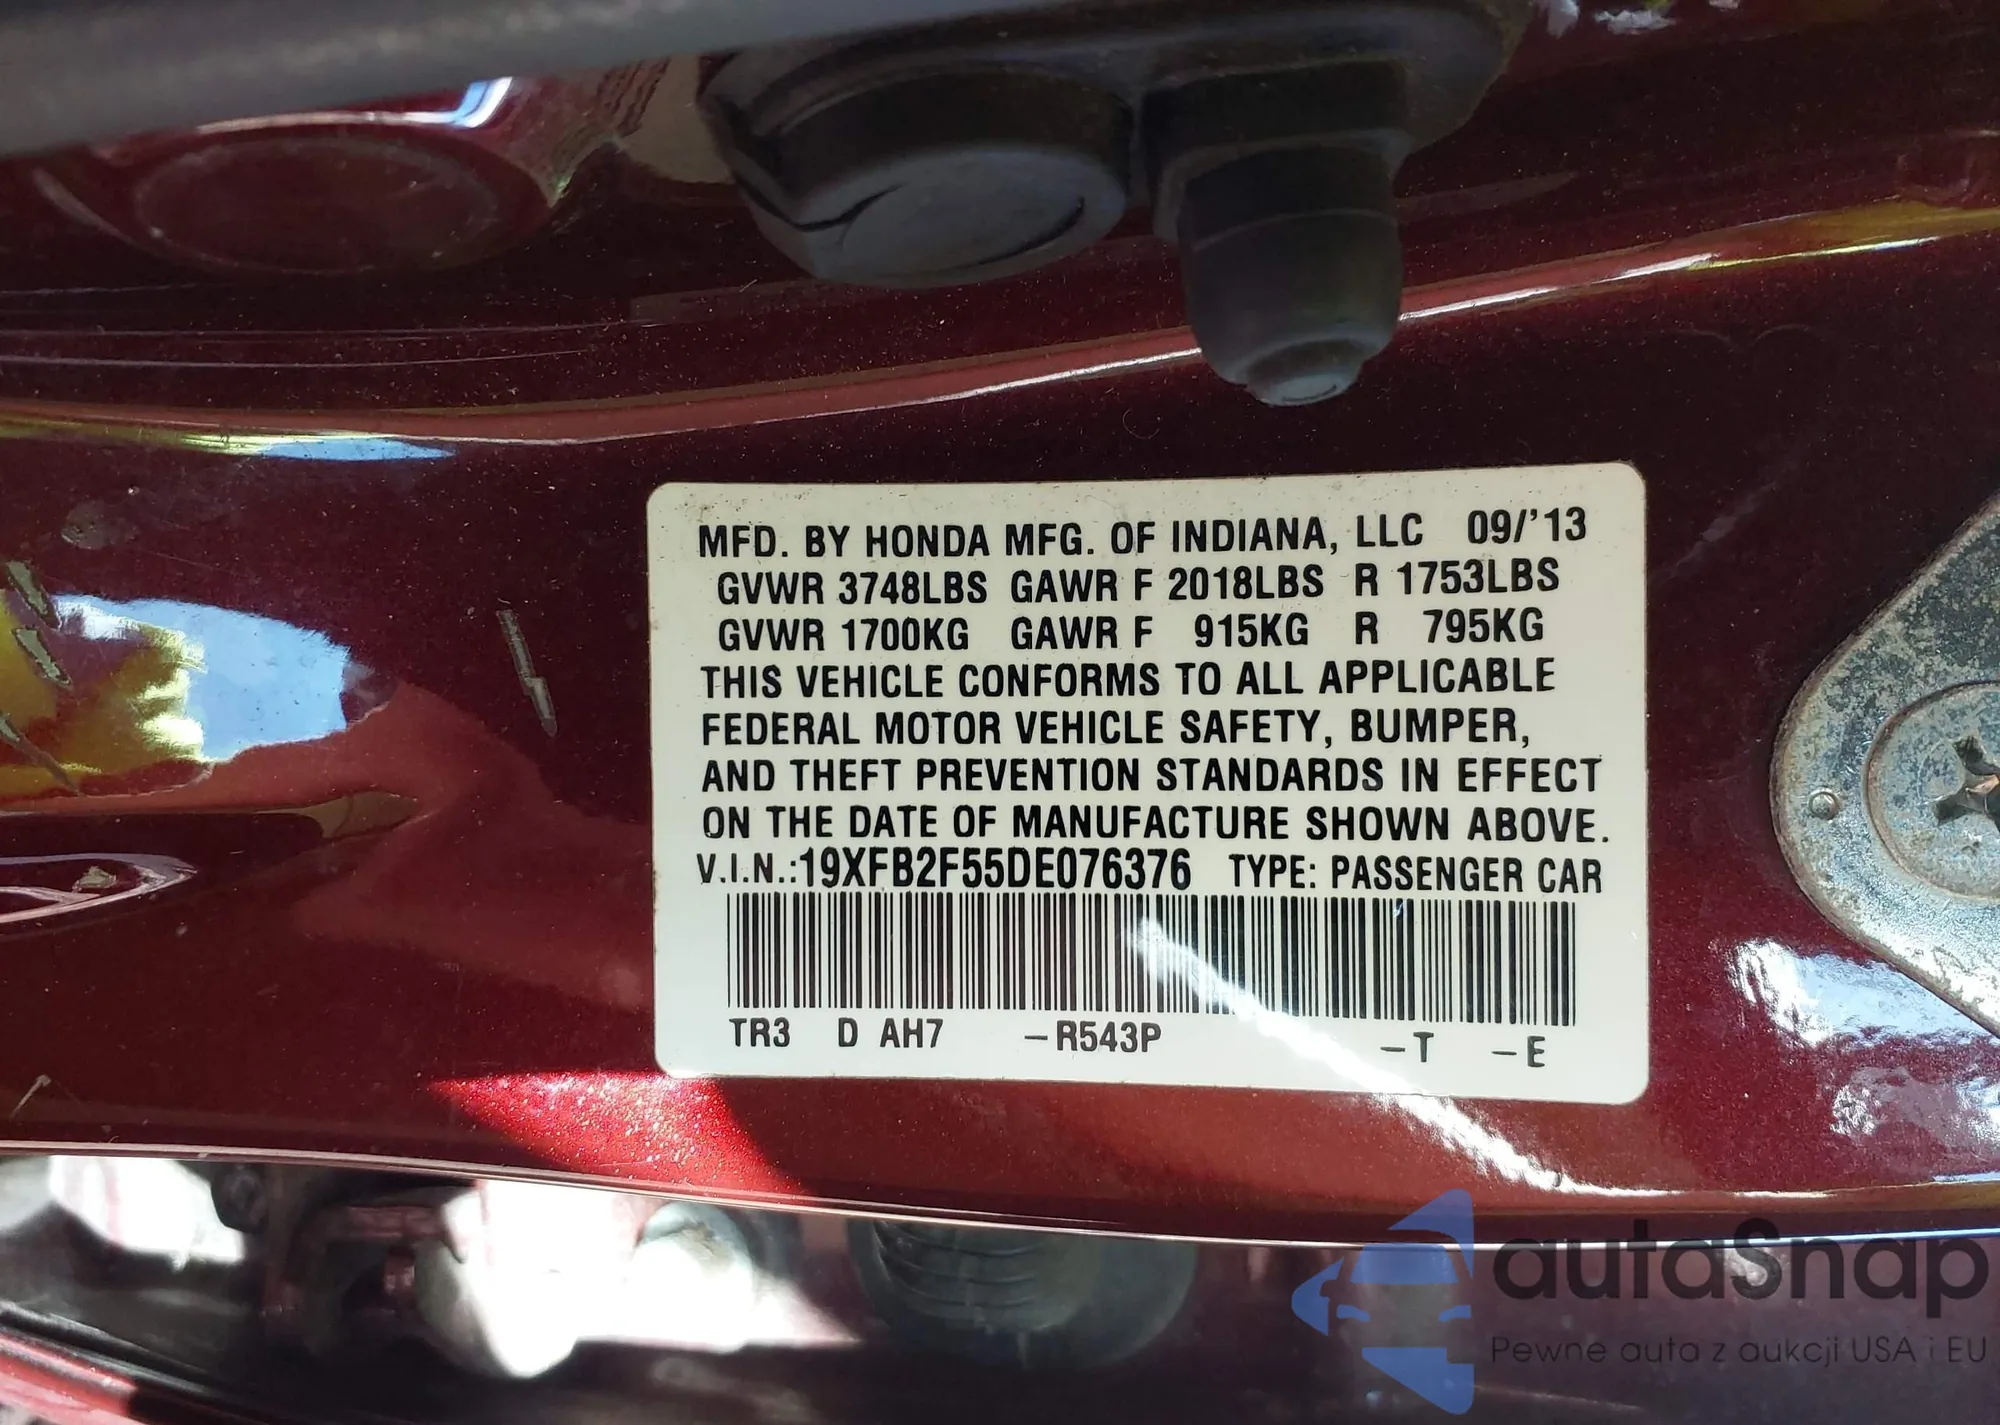 MFD. BY HONDA MFG. OF INDIANA, LLC 09/'13
GVWR 3748LBS GAWR F 2018LBS R 1753LBS
GVWR 1700KG GAWR F 915KG R 795KG
THIS VEHICLE CONFORMS TO ALL APPLICABLE
FEDERAL MOTOR VEHICLE SAFETY, BUMPER,
AND THEFT PREVENTION STANDARDS IN EFFECT
ON THE DATE OF MANUFACTURE SHOWN ABOVE.
V.I.N.:19XFB2F55DE076376 TYPE: PASSENGER CAR
TR3 D AH7 –R543P –T –E
autaSnap
Pewne auta z aukcji USA i EU